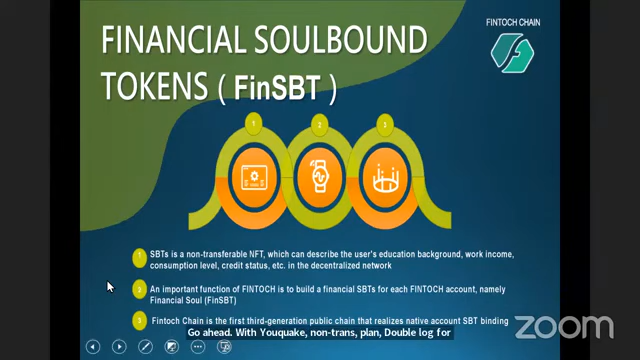 FINTOCH CHAIN
FINANCIAL SOULBOUND
TOKENS ( FinSBT )
1
2
3
1 SBTs is a non-transferable NFT, which can describe the user's education background, work income,
consumption level, credit status, etc. in the decentralized network
2 An important function of FINTOCH is to build a financial SBTs for each FINTOCH account, namely
Financial Soul (FinSBT)
3 Fintoch Chain is the first third-generation public chain that realizes native account SBT binding
Go ahead. With Youquake, non-trans, plan, Double log for
zoom